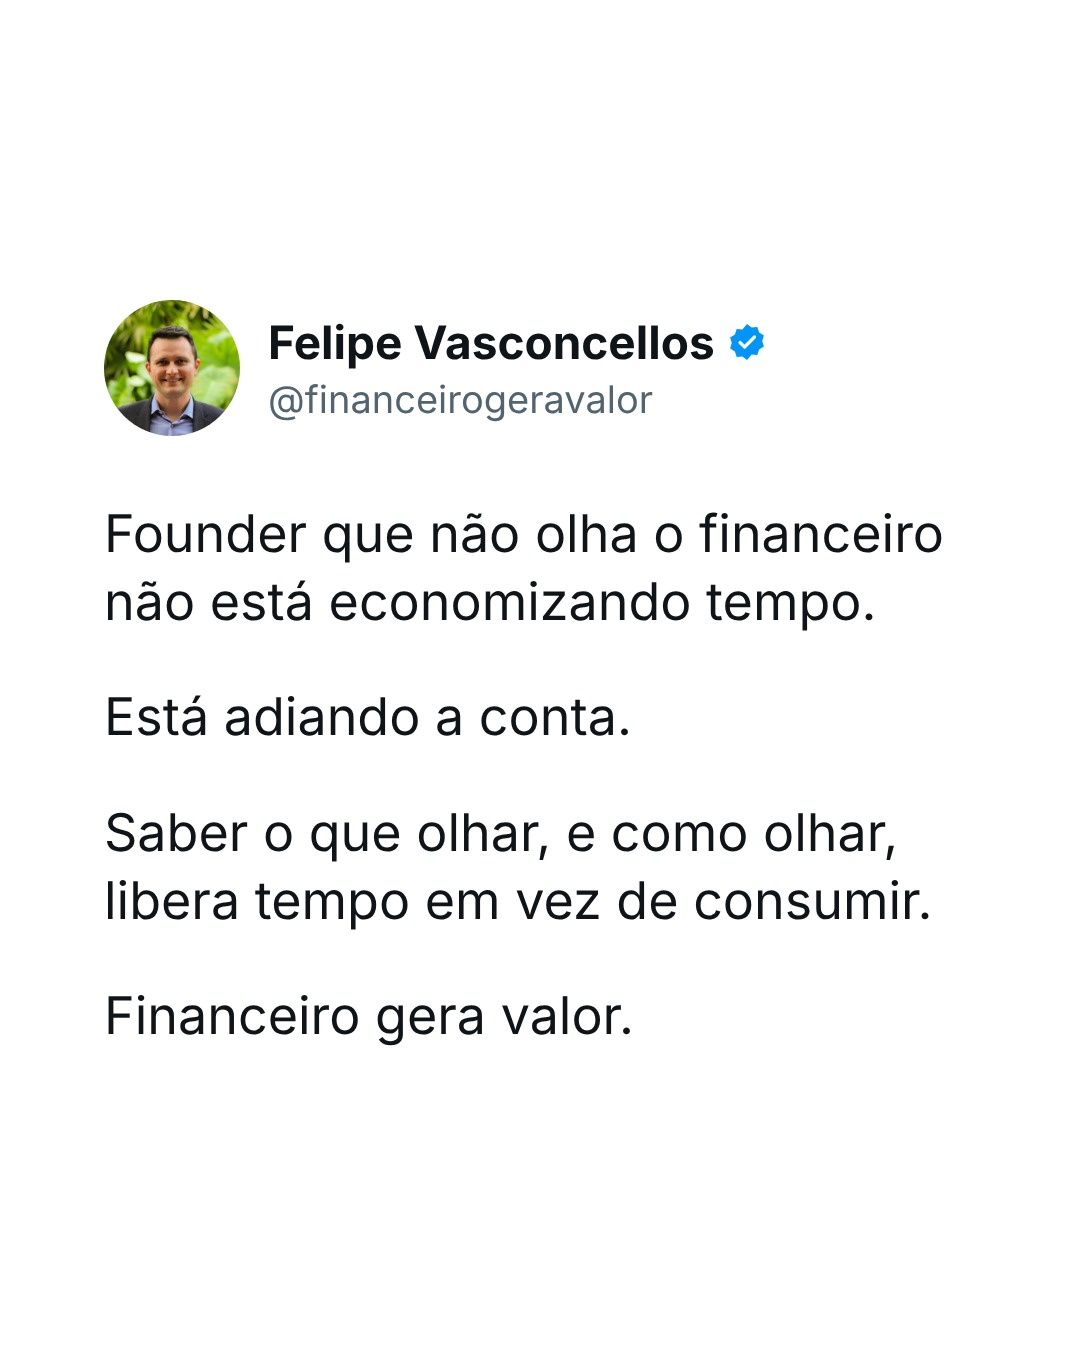 Felipe Vasconcellos
@financeirogeravalor
Founder que não olha o financeiro
não está economizando tempo.
Está adiando a conta.
Saber o que olhar, e como olhar,
libera tempo em vez de consumir.
Financeiro gera valor.